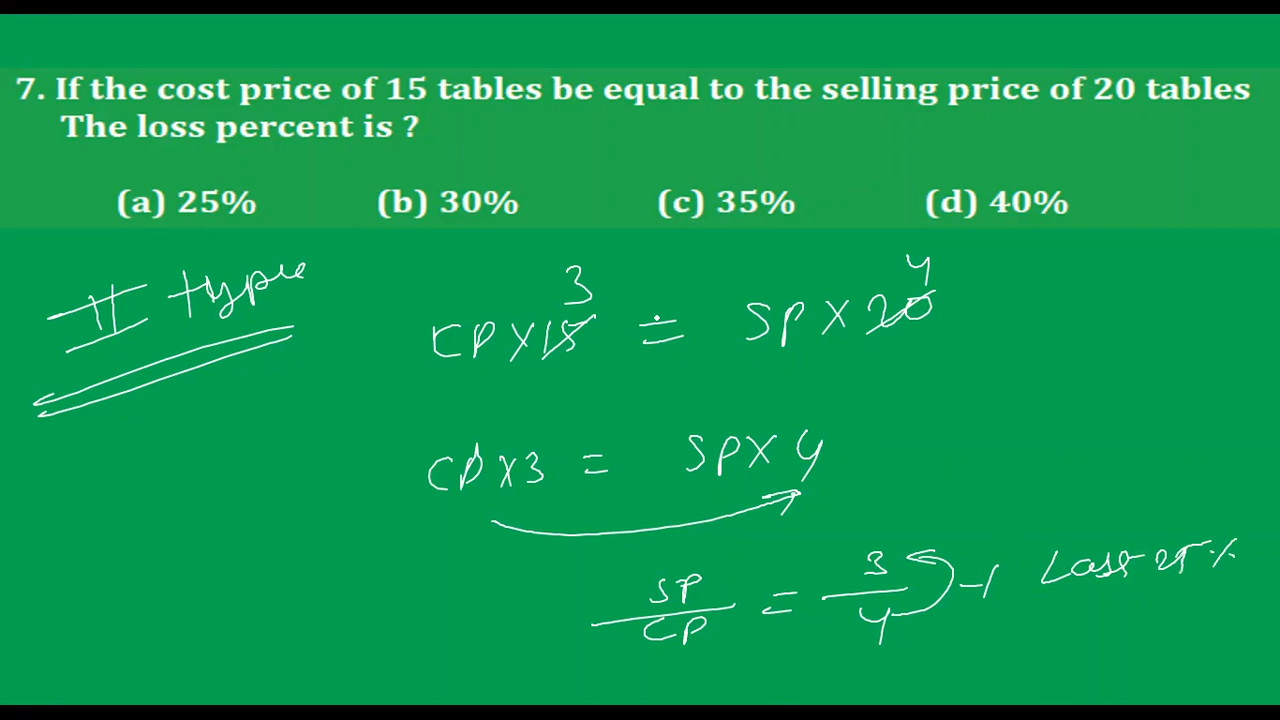 7. If the cost price of 15 tables be equal to the selling price of 20 tables
The loss percent is ?
(a) 25% (b) 30% (c) 35% (d) 40%
II type
3 4
CP X 15 = SP X 20
CP X 3 = SP X 4
SP/CP = 3/4 -1 Loss 25%